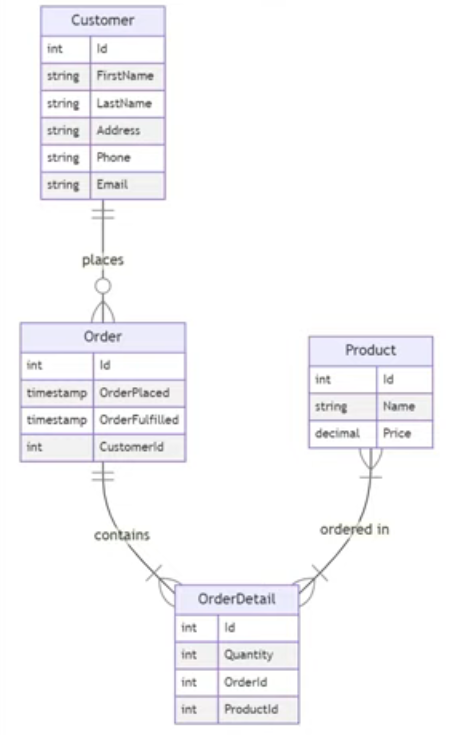 Customer
int Id
string FirstName
string LastName
string Address
string Phone
string Email
places
Order
int Id
timestamp OrderPlaced
timestamp OrderFulfilled
int CustomerId
Product
int Id
string Name
decimal Price
contains
ordered in
OrderDetail
int Id
int Quantity
int OrderId
int ProductId